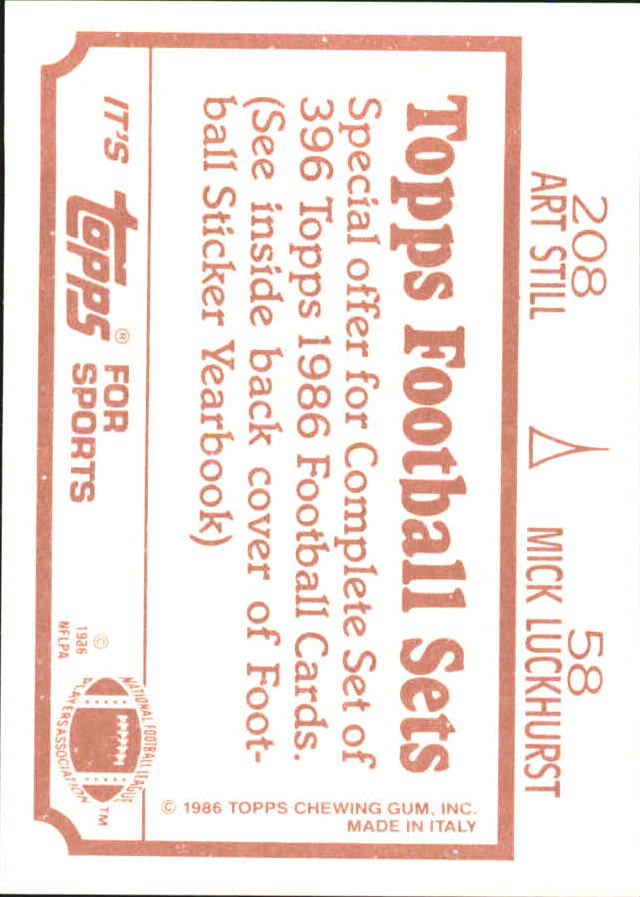 208 58
ART STILL MICK LUCKHURST
Topps Football Sets
Special offer for Complete Set of
396 Topps 1986 Football Cards.
(See inside back cover of Foot-
ball Sticker Yearbook)
© 1986 TOPPS CHEWING GUM, INC.
MADE IN ITALY
IT'S topps® FOR
SPORTS
© 1986
NFLPA
NATIONAL FOOTBALL LEAGUE
PLAYERS ASSOCIATION
™